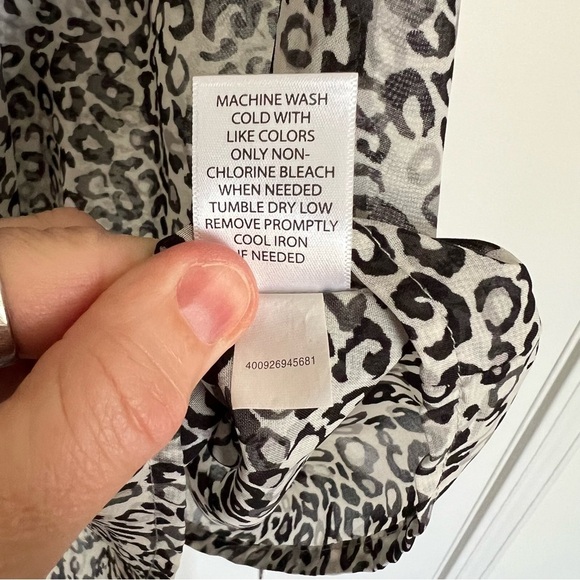 MACHINE WASH
COLD WITH
LIKE COLORS
ONLY NON-
CHLORINE BLEACH
WHEN NEEDED
TUMBLE DRY LOW
REMOVE PROMPTLY
COOL IRON
IF NEEDED
400926945681